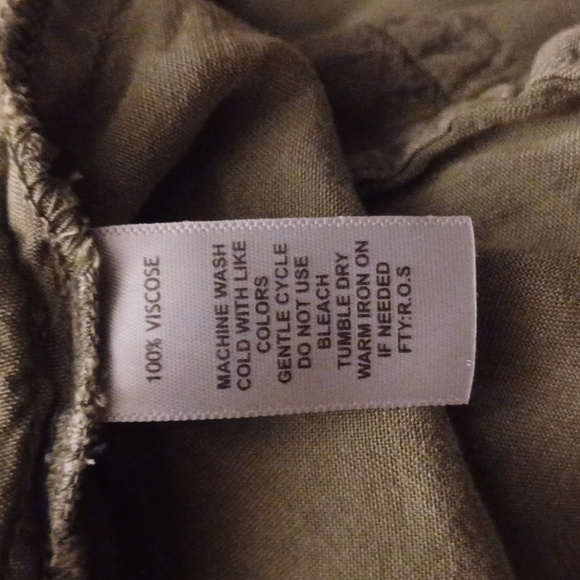 100% VISCOSE
MACHINE WASH
COLD WITH LIKE
COLORS
GENTLE CYCLE
DO NOT USE
BLEACH
TUMBLE DRY
WARM IRON ON
IF NEEDED
FTY:R.O.S